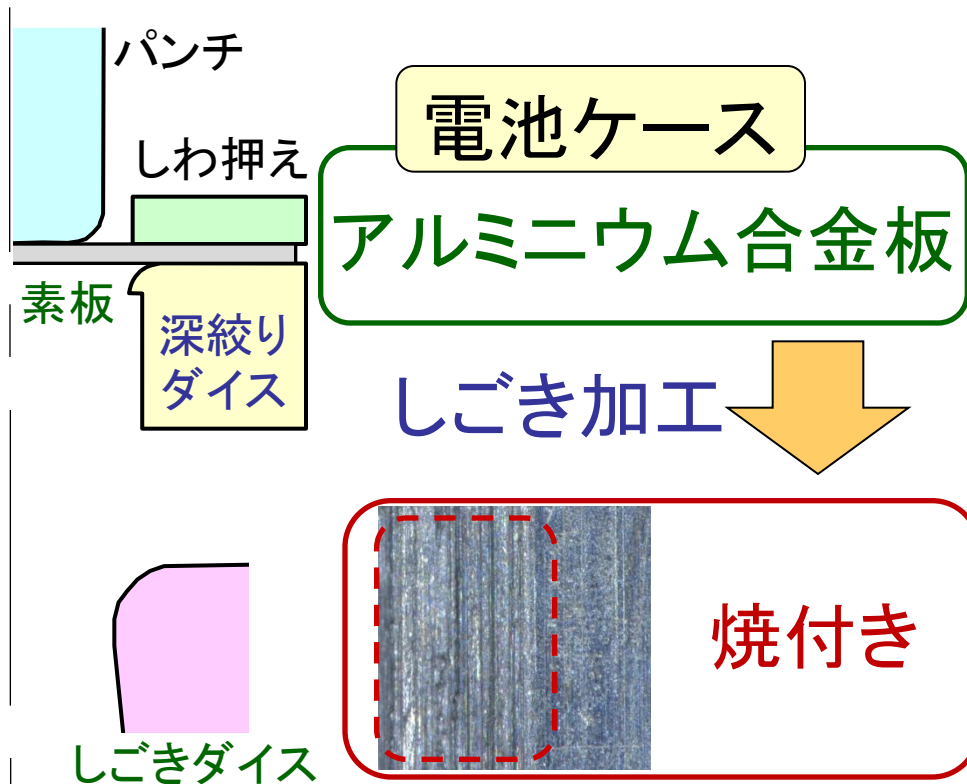 パンチ
しわ押え
素板
深絞り
ダイス
しごきダイス
電池ケース
アルミニウム合金板
しごき加工
焼付き